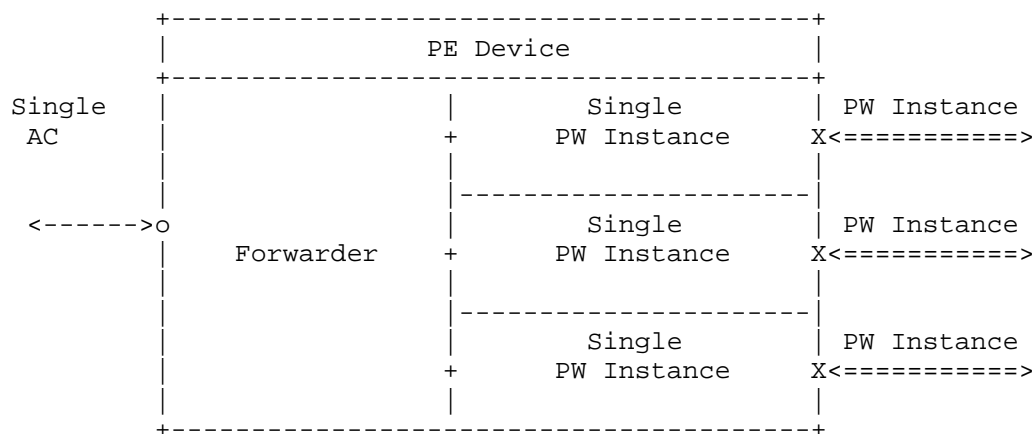 PE Device
Single Single PW Instance
AC PW Instance X<===========>
<------>o Single PW Instance
Forwarder + PW Instance X<===========>
Single PW Instance
+ PW Instance X<===========>